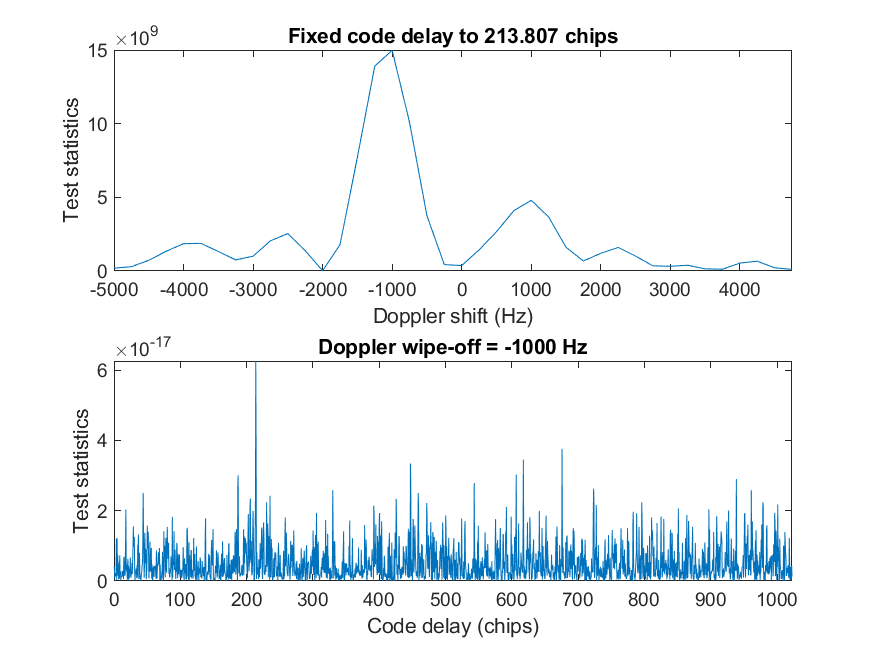 ×10^9
Fixed code delay to 213.807 chips
15
10
5
0
Test statistics
-5000 -4000 -3000 -2000 -1000 0 1000 2000 3000 4000
Doppler shift (Hz)
×10^-17
Doppler wipe-off = -1000 Hz
6
4
2
0
Test statistics
0 100 200 300 400 500 600 700 800 900 1000
Code delay (chips)